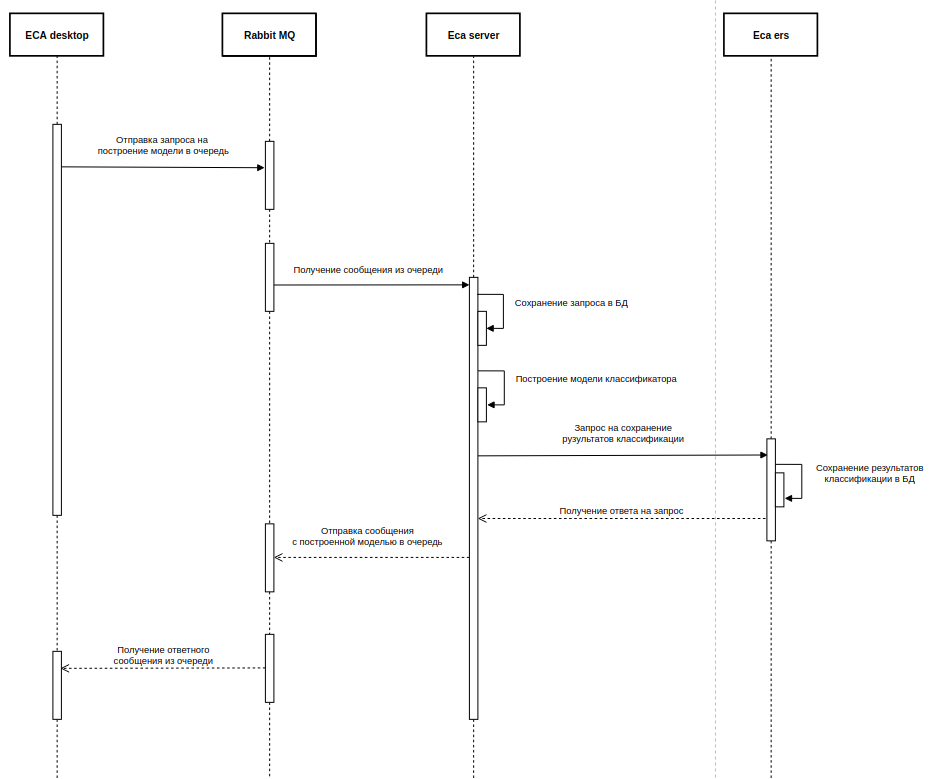 ECA desktop
Rabbit MQ
Eca server
Eca ers
Отправка запроса на
построение модели в очередь
Получение сообщения из очереди
Сохранение запроса в БД
Построение модели классификатора
Запрос на сохранение
рузультатов классификации
Сохранение результатов
классификации в БД
Получение ответа на запрос
Отправка сообщения
с построенной моделью в очередь
Получение ответного
сообщения из очереди